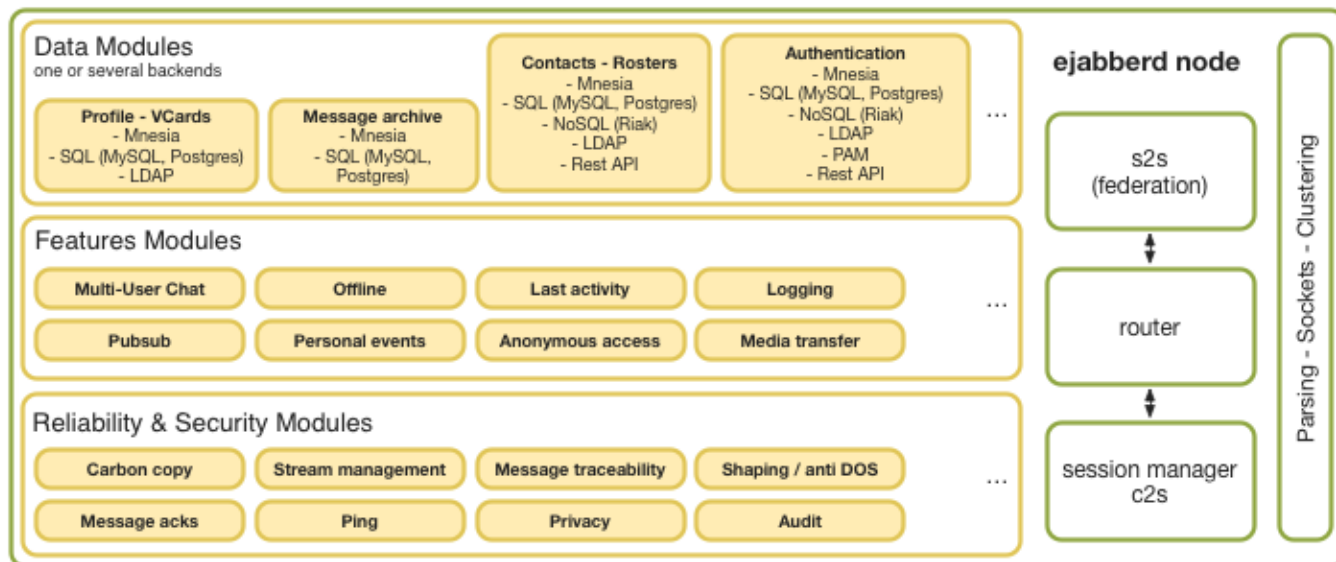 Data Modules
one or several backends
Profile - VCards
- Mnesia
- SQL (MySQL, Postgres)
- LDAP
Message archive
- Mnesia
- SQL (MySQL,
Postgres)
Contacts - Rosters
- Mnesia
- SQL (MySQL, Postgres)
- NoSQL (Riak)
- LDAP
- Rest API
Authentication
- Mnesia
- SQL (MySQL, Postgres)
- NoSQL (Riak)
- LDAP
- PAM
- Rest API
...
Features Modules
Multi-User Chat
Offline
Last activity
Logging
...
Pubsub
Personal events
Anonymous access
Media transfer
Reliability & Security Modules
Carbon copy
Stream management
Message traceability
Shaping / anti DOS
...
Message acks
Ping
Privacy
Audit
ejabberd node
s2s
(federation)
router
session manager
c2s
Parsing - Sockets - Clustering